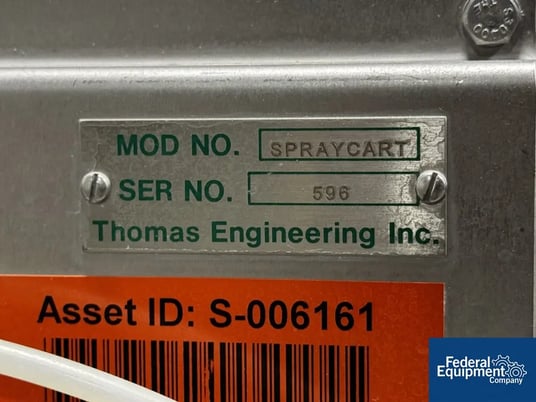 MOD NO. SPRAYCART
SER NO. 596
Thomas Engineering Inc.
Asset ID: S-006161
Federal
Equipment
Company